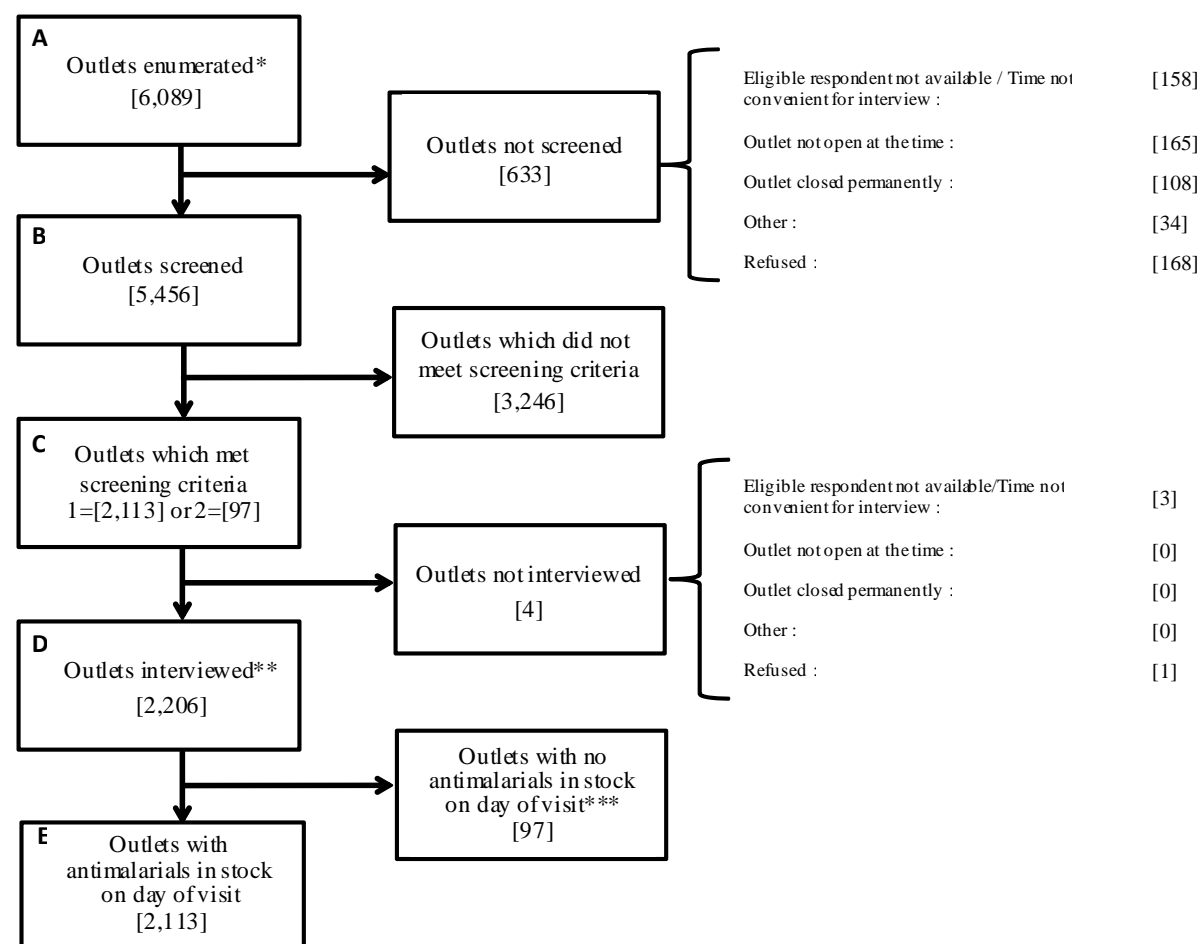 A
Outlets enumerated*
[6,089]
Outlets not screened
[633]
Eligible respondent not available / Time not
convenient for interview :
[158]
Outlet not open at the time :
[165]
Outlet closed permanently :
[108]
Other :
[34]
Refused :
[168]
B
Outlets screened
[5,456]
Outlets which did not
meet screening criteria
[3,246]
C
Outlets which met
screening criteria
1=[2,113] or 2=[97]
Outlets not interviewed
[4]
Eligible respondent not available/Time not
convenient for interview :
[3]
Outlet not open at the time :
[0]
Outlet closed permanently :
[0]
Other :
[0]
Refused :
[1]
D
Outlets interviewed**
[2,206]
Outlets with no
antimalarials in stock
on day of visit***
[97]
E
Outlets with
antimalarials in stock
on day of visit
[2,113]